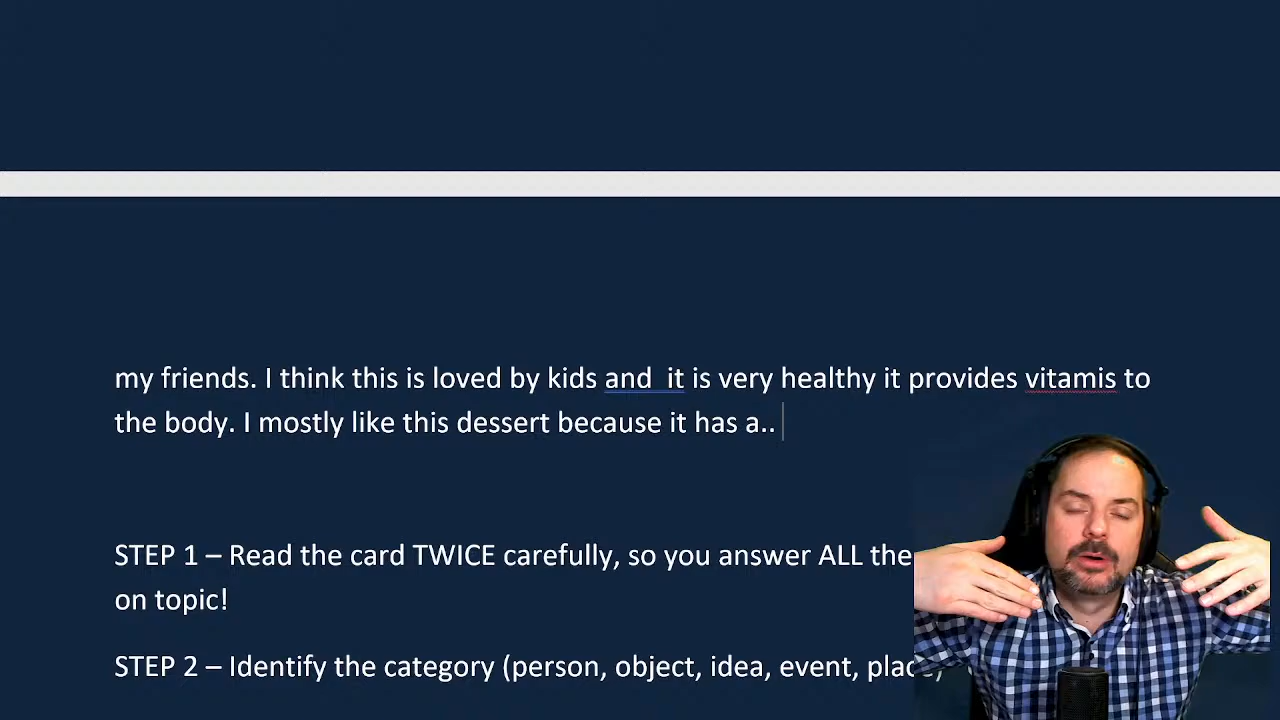 my friends. I think this is loved by kids and  it is very healthy it provides vitamis to
the body. I mostly like this dessert because it has a..
STEP 1 – Read the card TWICE carefully, so you answer ALL the
on topic!
STEP 2 – Identify the category (person, object, idea, event, place)